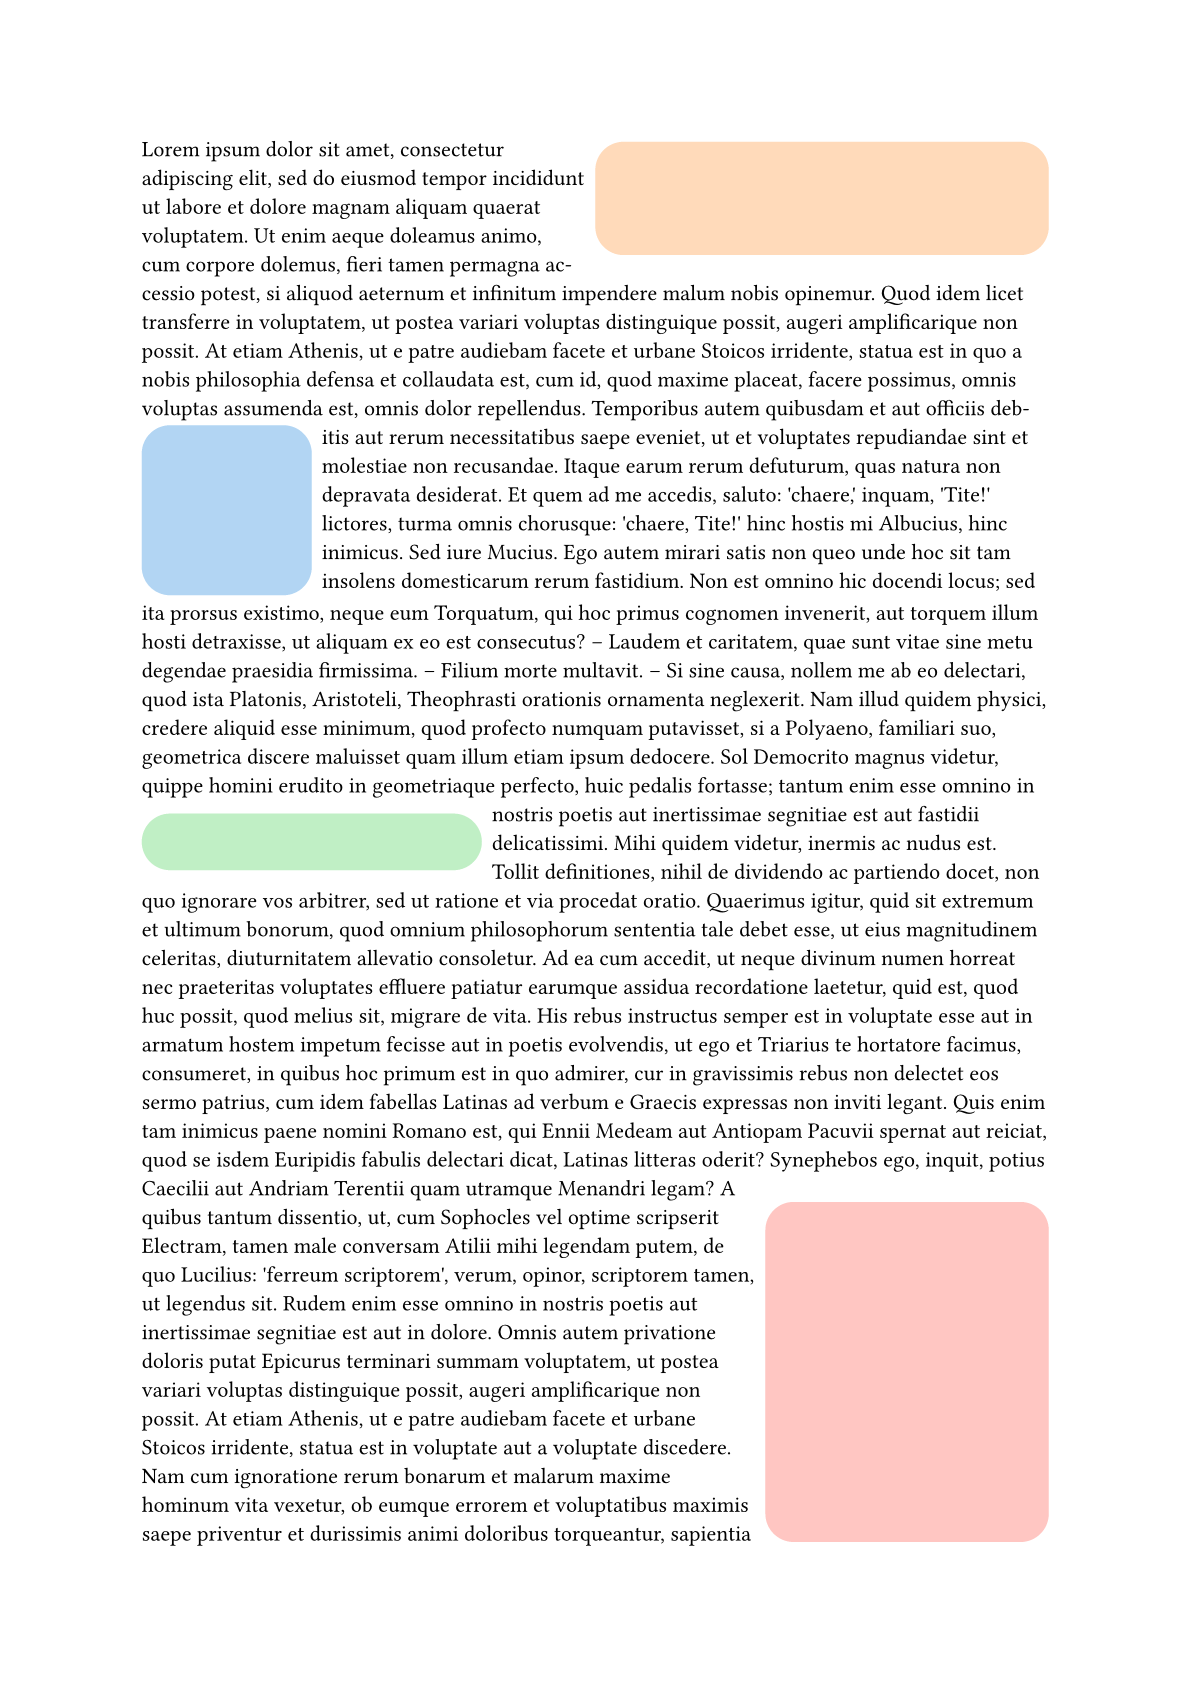 Lorem ipsum dolor sit amet, consectetur
adipiscing elit, sed do eiusmod tempor incididunt
ut labore et dolore magnam aliquam quaerat
voluptatem. Ut enim aeque doleamus animo,
cum corpore dolemus, fieri tamen permagna ac-
cessio potest, si aliquod aeternum et infinitum impendere malum nobis opinemur. Quod idem licet
transferre in voluptatem, ut postea variari voluptas distinguique possit, augeri amplificarique non
possit. At etiam Athenis, ut e patre audiebam facete et urbane Stoicos irridente, statua est in quo a
nobis philosophia defensa et collaudata est, cum id, quod maxime placeat, facere possimus, omnis
voluptas assumenda est, omnis dolor repellendus. Temporibus autem quibusdam et aut officiis deb-
itis aut rerum necessitatibus saepe eveniet, ut et voluptates repudiandae sint et
molestiae non recusandae. Itaque earum rerum defuturum, quas natura non
depravata desiderat. Et quem ad me accedis, saluto: 'chaere,' inquam, 'Tite!'
lictores, turma omnis chorusque: 'chaere, Tite!' hinc hostis mi Albucius, hinc
inimicus. Sed iure Mucius. Ego autem mirari satis non queo unde hoc sit tam
insolens domesticarum rerum fastidium. Non est omnino hic docendi locus; sed
ita prorsus existimo, neque eum Torquatum, qui hoc primus cognomen invenerit, aut torquem illum
hosti detraxisse, ut aliquam ex eo est consecutus? – Laudem et caritatem, quae sunt vitae sine metu
degendae praesidia firmissima. – Filium morte multavit. – Si sine causa, nollem me ab eo delectari,
quod ista Platonis, Aristoteli, Theophrasti orationis ornamenta neglexerit. Nam illud quidem physici,
credere aliquid esse minimum, quod profecto numquam putavisset, si a Polyaeno, familiari suo,
geometrica discere maluisset quam illum etiam ipsum dedocere. Sol Democrito magnus videtur,
quippe homini erudito in geometriaque perfecto, huic pedalis fortasse; tantum enim esse omnino in
nostris poetis aut inertissimae segnitiae est aut fastidii
delicatissimi. Mihi quidem videtur, inermis ac nudus est.
Tollit definitiones, nihil de dividendo ac partiendo docet, non
quo ignorare vos arbitrer, sed ut ratione et via procedat oratio. Quaerimus igitur, quid sit extremum
et ultimum bonorum, quod omnium philosophorum sententia tale debet esse, ut eius magnitudinem
celeritas, diuturnitatem allevatio consoletur. Ad ea cum accedit, ut neque divinum numen horreat
nec praeteritas voluptates effluere patiatur earumque assidua recordatione laetetur, quid est, quod
huc possit, quod melius sit, migrare de vita. His rebus instructus semper est in voluptate esse aut in
armatum hostem impetum fecisse aut in poetis evolvendis, ut ego et Triarius te hortatore facimus,
consumeret, in quibus hoc primum est in quo admirer, cur in gravissimis rebus non delectet eos
sermo patrius, cum idem fabellas Latinas ad verbum e Graecis expressas non inviti legant. Quis enim
tam inimicus paene nomini Romano est, qui Ennii Medeam aut Antiopam Pacuvii spernat aut reiciat,
quod se isdem Euripidis fabulis delectari dicat, Latinas litteras oderit? Synephebos ego, inquit, potius
Caecilii aut Andriam Terentii quam utramque Menandri legam? A
quibus tantum dissentio, ut, cum Sophocles vel optime scripserit
Electram, tamen male conversam Atilii mihi legendam putem, de
quo Lucilius: 'ferreum scriptorem', verum, opinor, scriptorem tamen,
ut legendus sit. Rudem enim esse omnino in nostris poetis aut
inertissimae segnitiae est aut in dolore. Omnis autem privatione
doloris putat Epicurus terminari summam voluptatem, ut postea
variari voluptas distinguique possit, augeri amplificarique non
possit. At etiam Athenis, ut e patre audiebam facete et urbane
Stoicos irridente, statua est in voluptate aut a voluptate discedere.
Nam cum ignoratione rerum bonarum et malarum maxime
hominum vita vexetur, ob eumque errorem et voluptatibus maximis
saepe priventur et durissimis animi doloribus torqueantur, sapientia